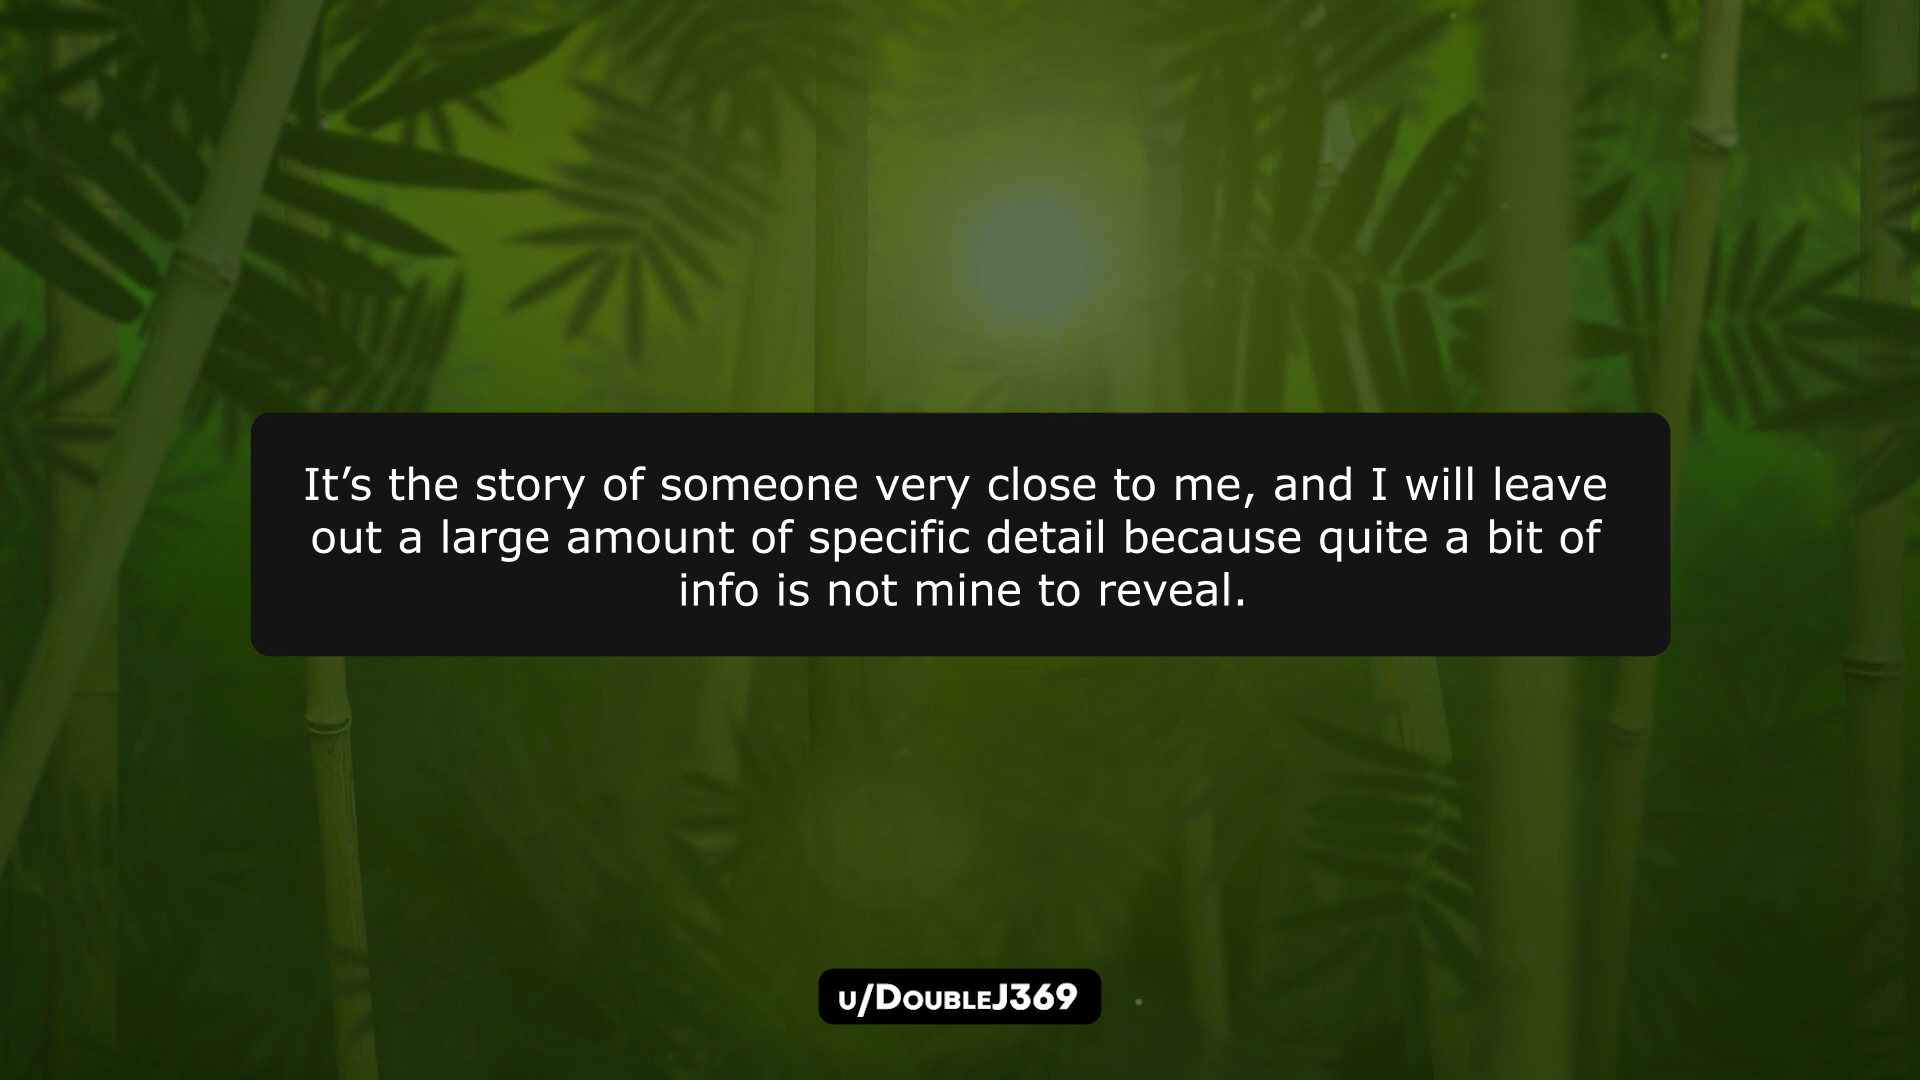 It’s the story of someone very close to me, and I will leave
out a large amount of specific detail because quite a bit of
info is not mine to reveal.
u/DoubleJ369